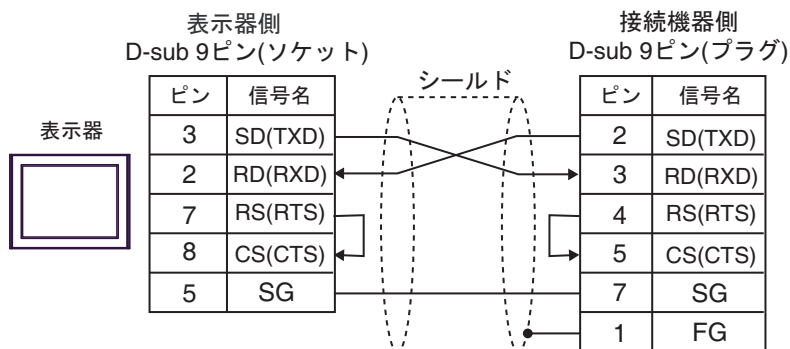 表示器側
D-sub 9ピン(ソケット)
接続機器側
D-sub 9ピン(プラグ)
シールド
表示器
ピン 信号名
3 SD(TXD)
2 RD(RXD)
7 RS(RTS)
8 CS(CTS)
5 SG
ピン 信号名
2 SD(TXD)
3 RD(RXD)
4 RS(RTS)
5 CS(CTS)
7 SG
1 FG